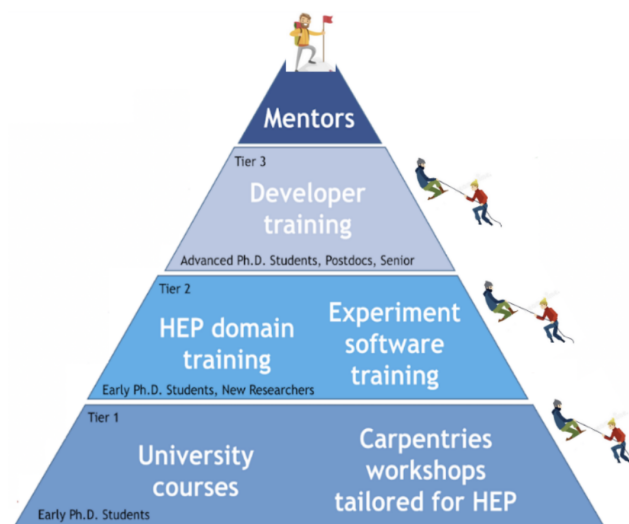 Mentors
Tier 3
Developer
training
Advanced Ph.D. Students, Postdocs, Senior
Tier 2
HEP domain
training
Experiment
software
training
Early Ph.D. Students, New Researchers
Tier 1
University
courses
Carpentries
workshops
tailored for HEP
Early Ph.D. Students